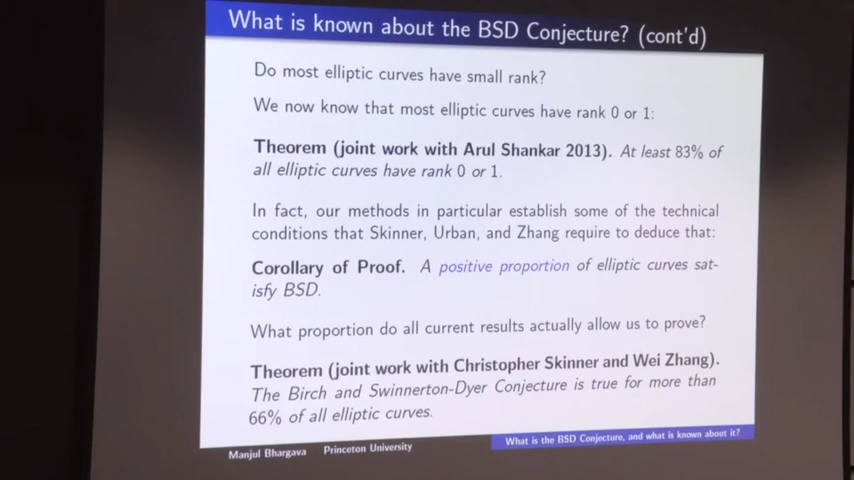 What is known about the BSD Conjecture? (cont'd)
Do most elliptic curves have small rank?
We now know that most elliptic curves have rank 0 or 1:
Theorem (joint work with Arul Shankar 2013). At least 83% of
all elliptic curves have rank 0 or 1.
In fact, our methods in particular establish some of the technical
conditions that Skinner, Urban, and Zhang require to deduce that:
Corollary of Proof. A positive proportion of elliptic curves sat-
isfy BSD.
What proportion do all current results actually allow us to prove?
Theorem (joint work with Christopher Skinner and Wei Zhang).
The Birch and Swinnerton-Dyer Conjecture is true for more than
66% of all elliptic curves.
Manjul Bhargava Princeton University
What is the BSD Conjecture, and what is known about it?